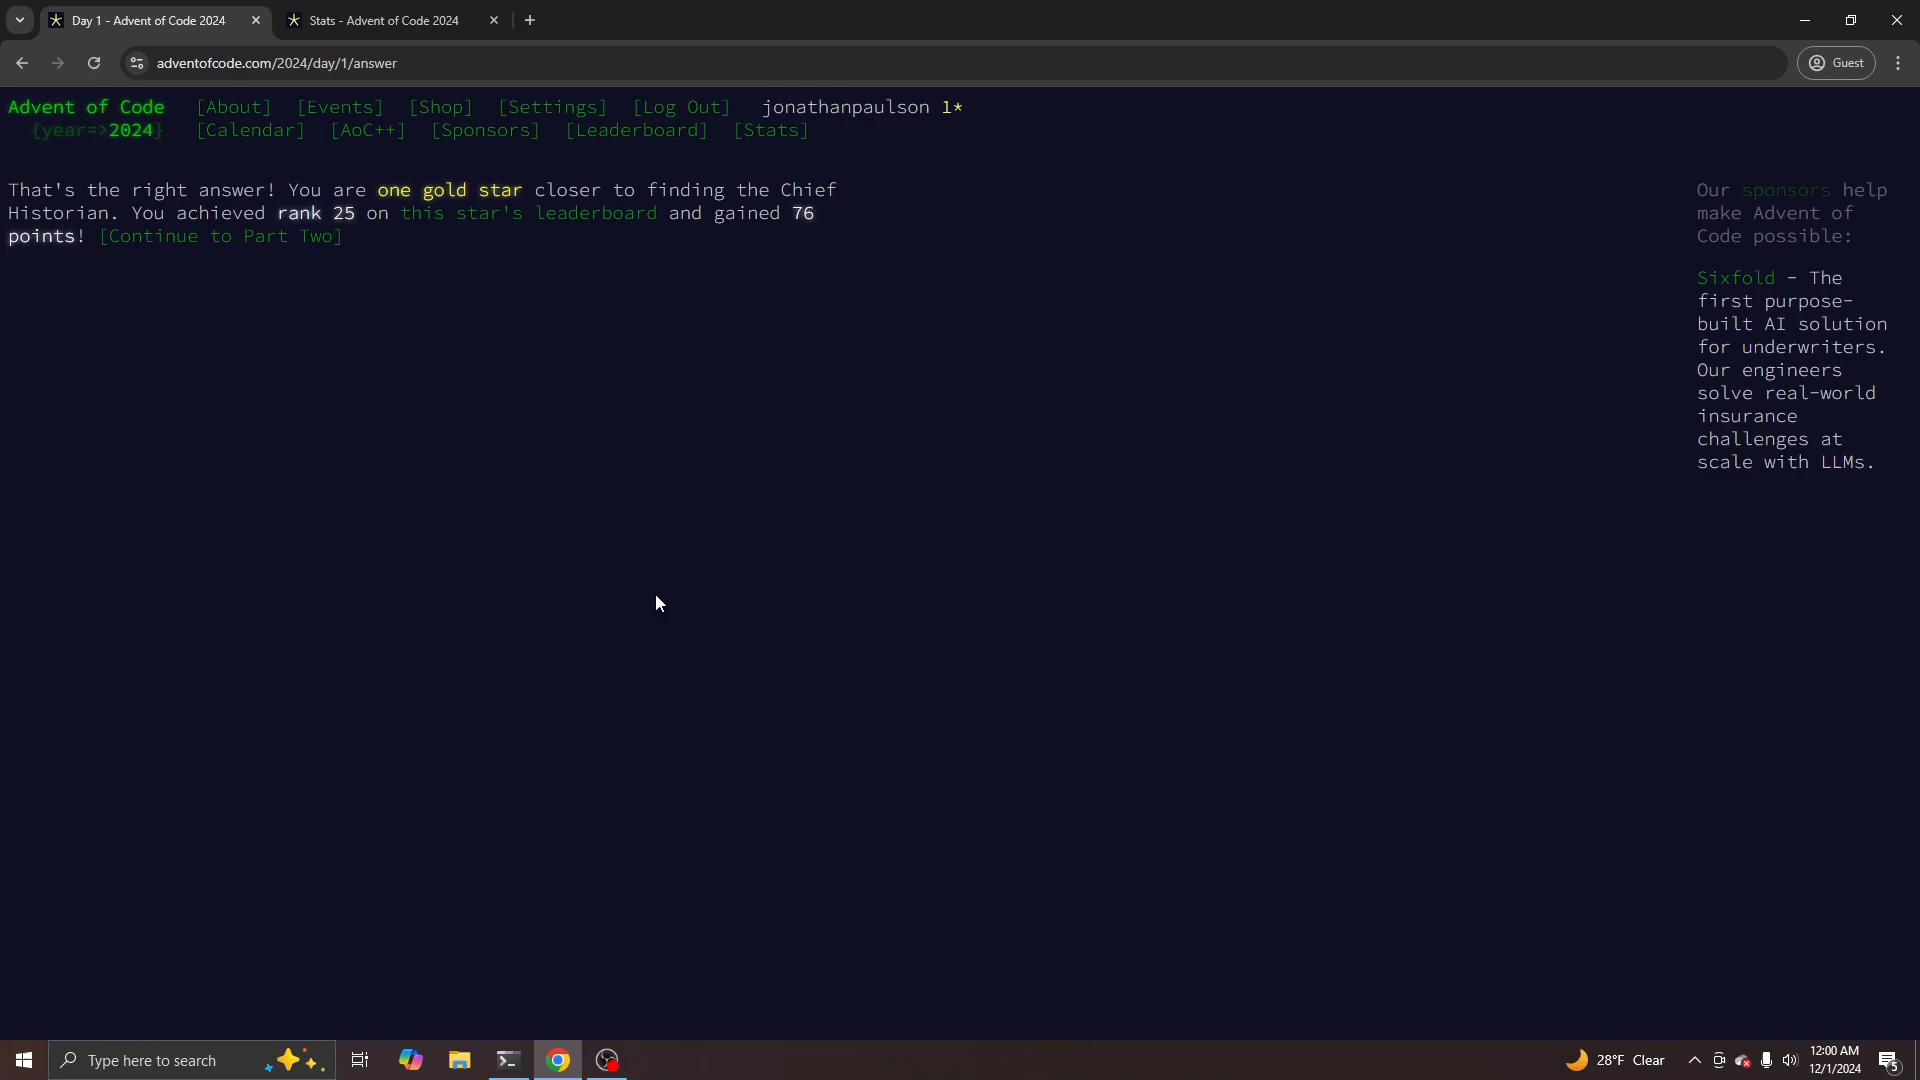 Day 1 - Advent of Code 2024
Stats - Advent of Code 2024
adventofcode.com/2024/day/1/answer
Guest
Advent of Code [About] [Events] [Shop] [Settings] [Log Out] jonathanpaulson 1*
{year=>2024} [Calendar] [AoC++] [Sponsors] [Leaderboard] [Stats]
That's the right answer! You are one gold star closer to finding the Chief
Historian. You achieved rank 25 on this star's leaderboard and gained 76
points! [Continue to Part Two]
Our sponsors help
make Advent of
Code possible:
Sixfold - The
first purpose-
built AI solution
for underwriters.
Our engineers
solve real-world
insurance
challenges at
scale with LLMs.
Type here to search
28°F Clear
12:00 AM
12/1/2024
5